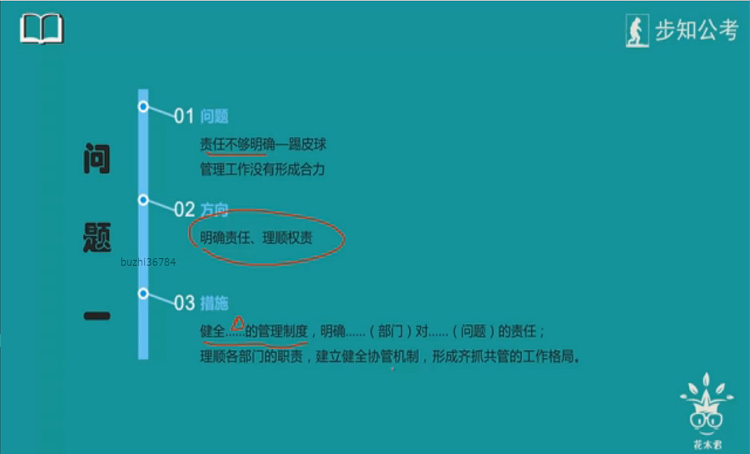 步知公考
问题一
01 问题
责任不够明确—踢皮球
管理工作没有形成合力
02 方向
明确责任、理顺权责
buzhi36784
03 措施
健全......的管理制度，明确......（部门）对......（问题）的责任；
理顺各部门的职责，建立健全协管机制，形成齐抓共管的工作格局。
花木君